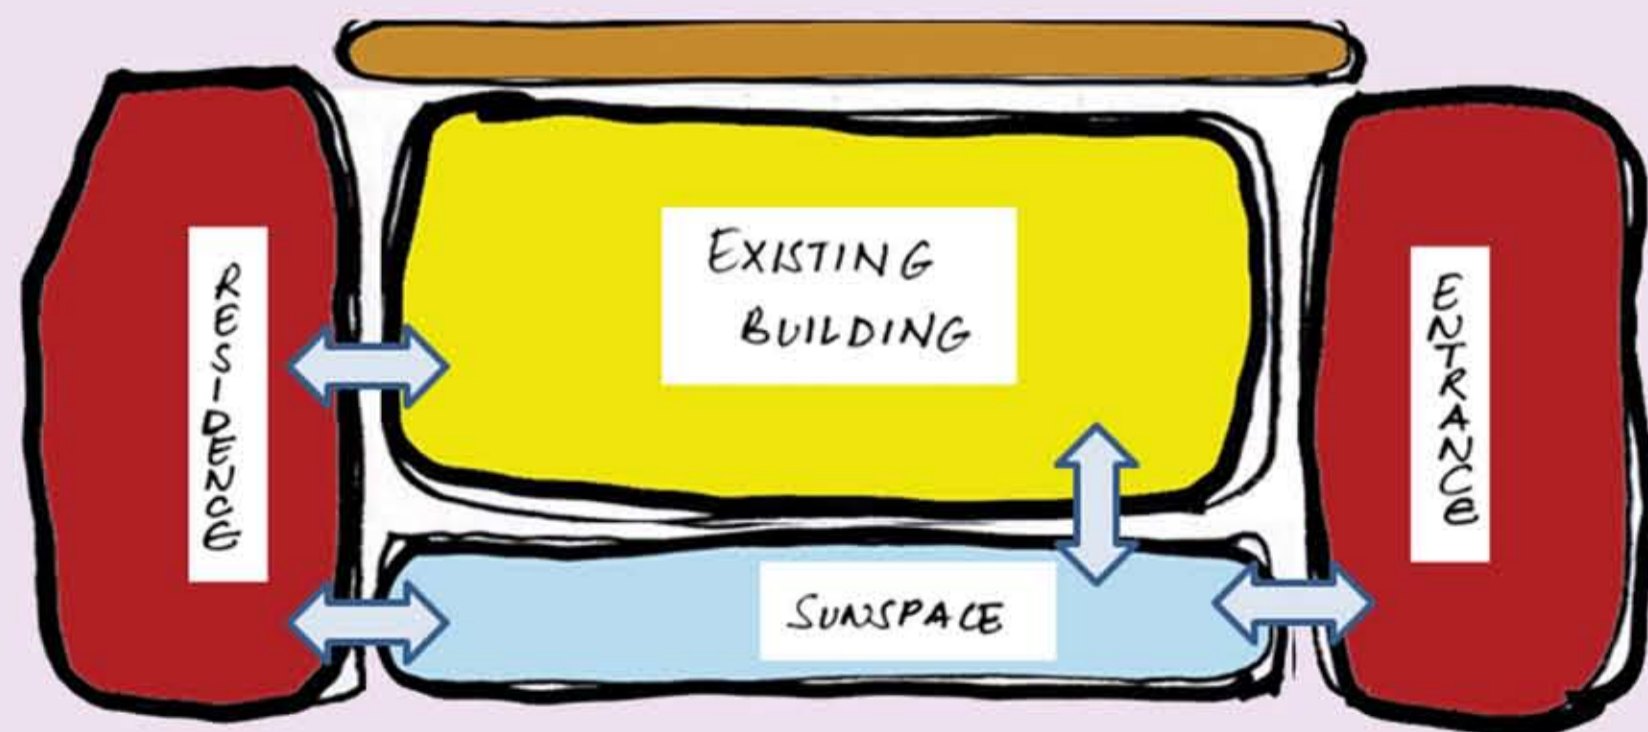 RESIDENCE
EXISTING
BUILDING
ENTRANCE
SUNSPACE